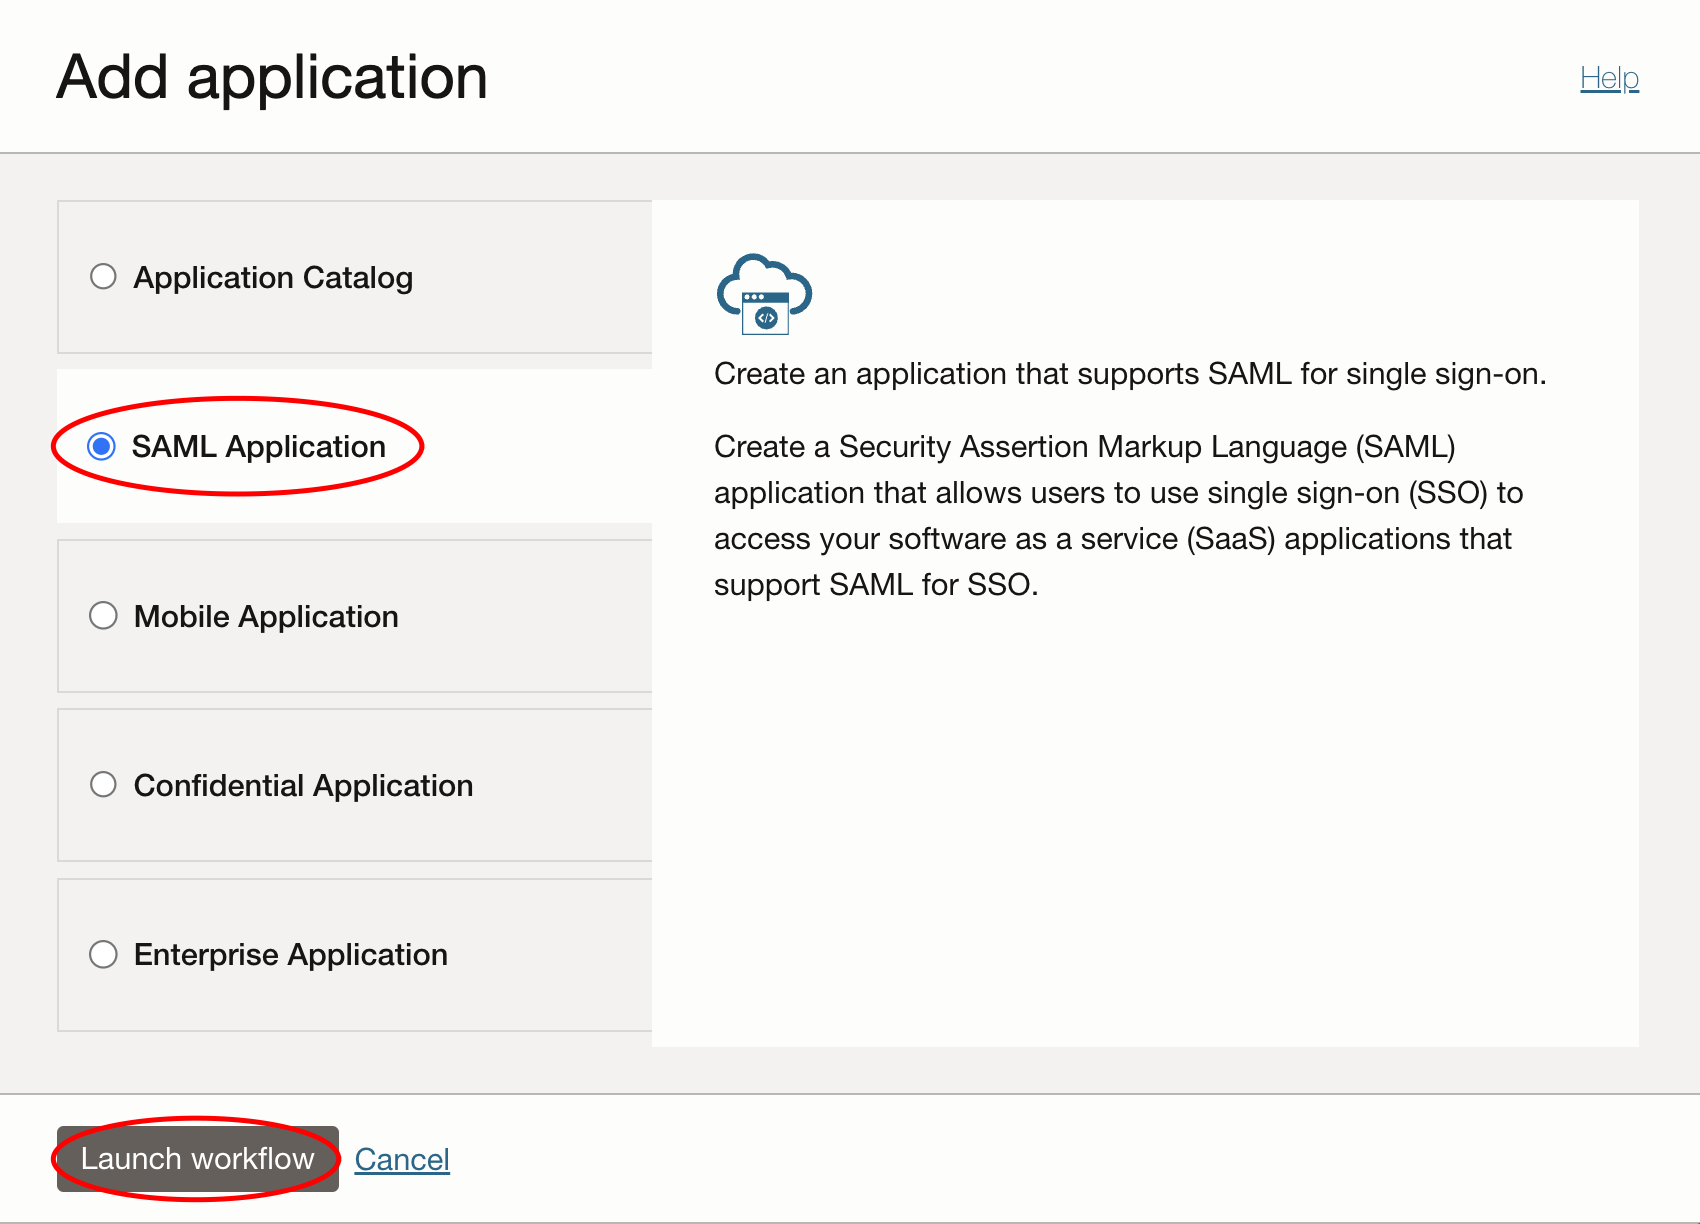 Add application
Help
Application Catalog
SAML Application
Mobile Application
Confidential Application
Enterprise Application
Create an application that supports SAML for single sign-on.
Create a Security Assertion Markup Language (SAML)
application that allows users to use single sign-on (SSO) to
access your software as a service (SaaS) applications that
support SAML for SSO.
Launch workflow
Cancel